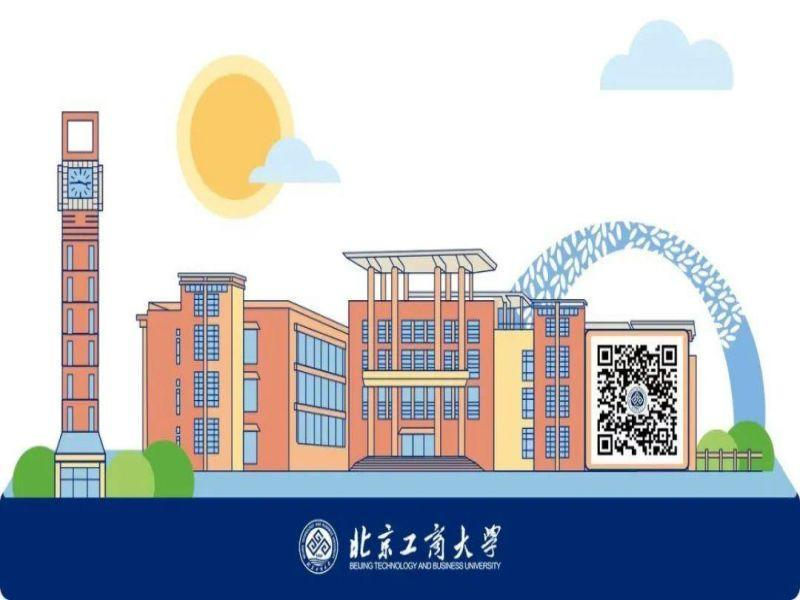 北京工商大学
BEIJING TECHNOLOGY AND BUSINESS UNIVERSITY